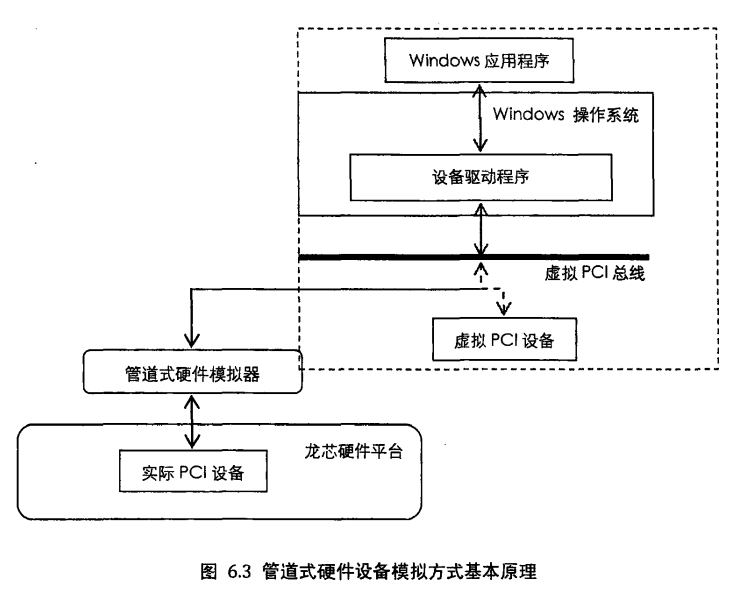 Windows 应用程序
Windows 操作系统
设备驱动程序
虚拟 PCI 总线
虚拟 PCI 设备
管道式硬件模拟器
龙芯硬件平台
实际 PCI 设备
图 6.3 管道式硬件设备模拟方式基本原理